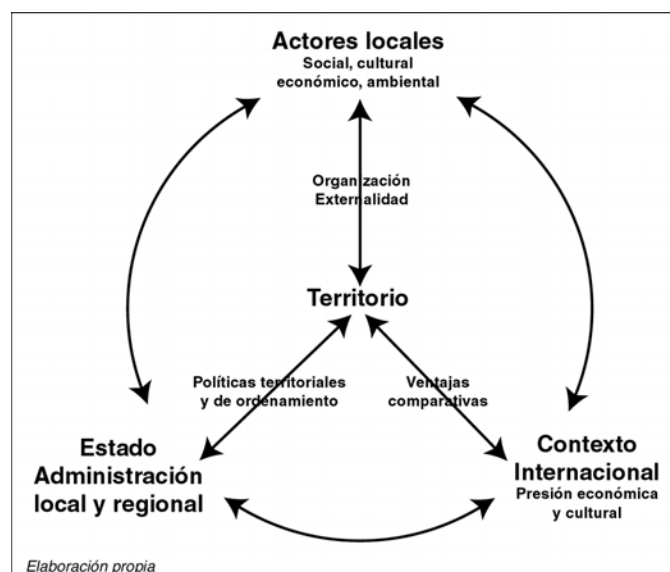 Actores locales
Social, cultural
económico, ambiental
Organización
Externalidad
Territorio
Políticas territoriales
y de ordenamiento
Ventajas
comparativas
Estado
Administración
local y regional
Contexto
Internacional
Presión económica
y cultural
Elaboración propia